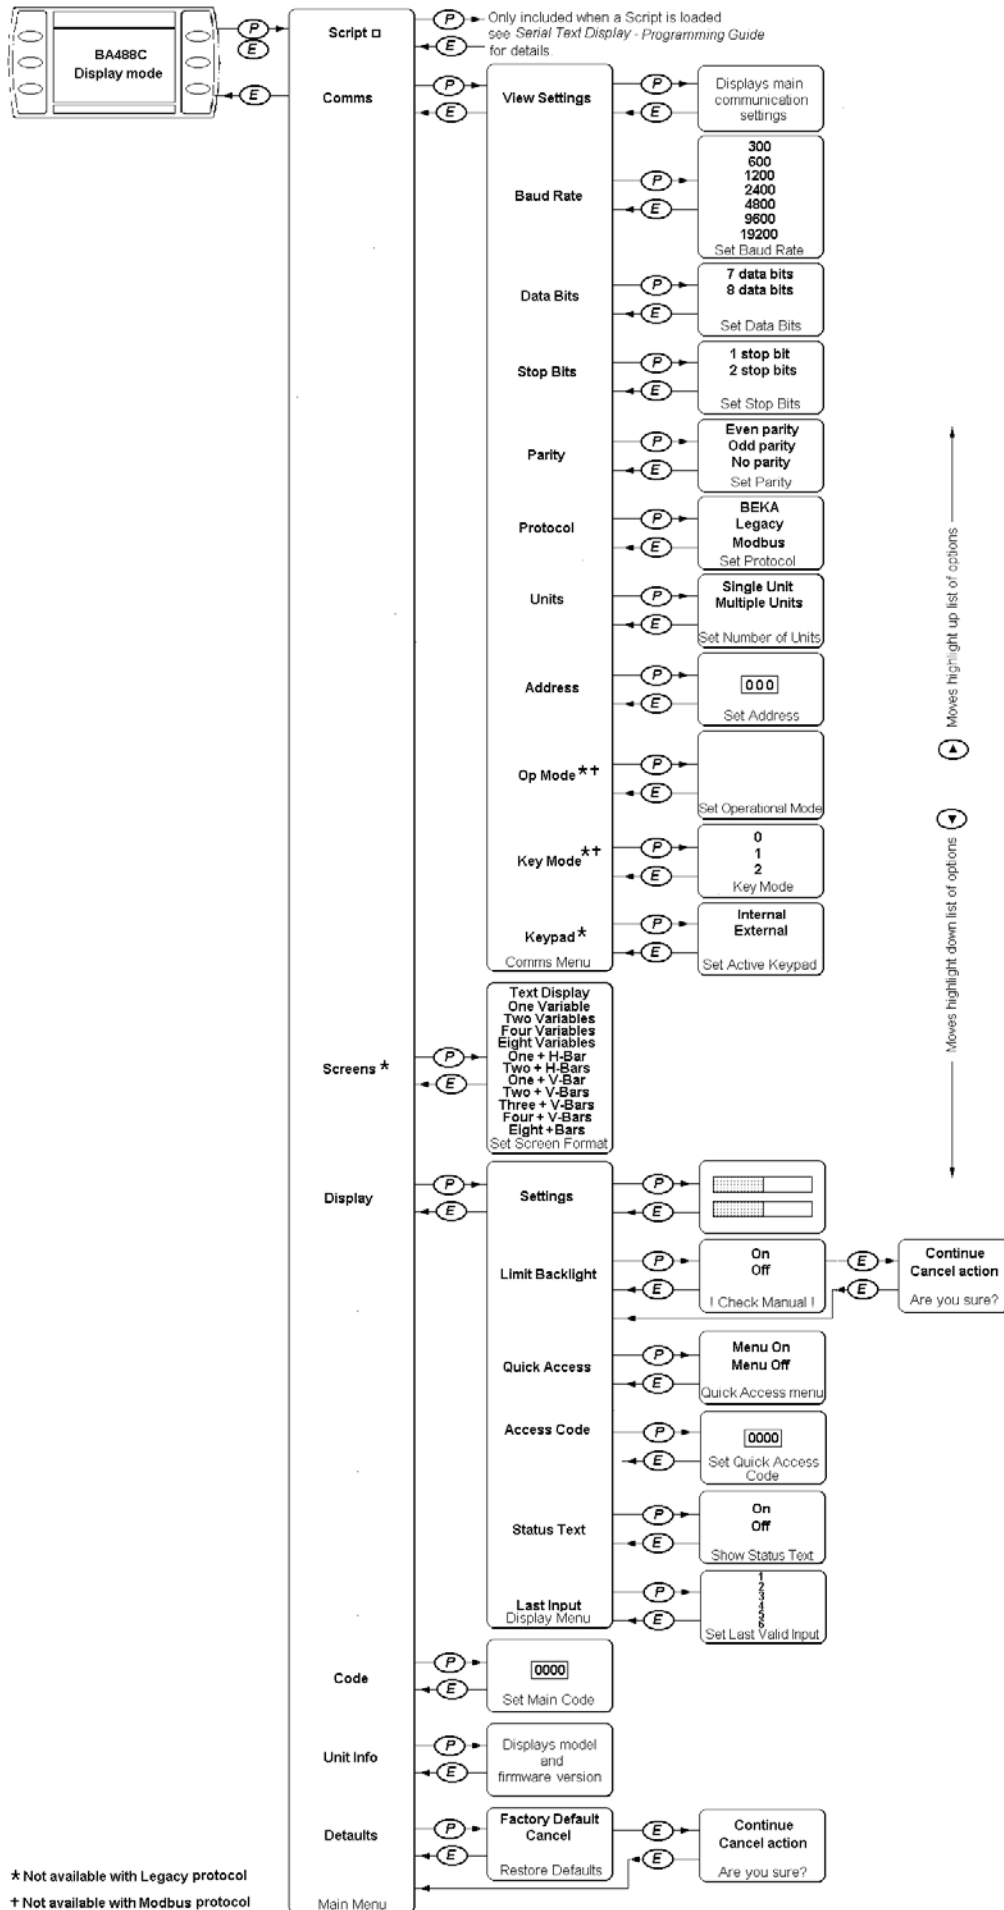 BA488C
Display mode
P
E
E
Script
P
Only included when a Script is loaded
see Serial Text Display - Programming Guide
E
for details.
Comms
P
E
View Settings
P
E
Displays main
communication
settings
Baud Rate
P
E
300
600
1200
2400
4800
9600
19200
Set Baud Rate
Data Bits
P
E
7 data bits
8 data bits
Set Data Bits
Stop Bits
P
E
1 stop bit
2 stop bits
Set Stop Bits
Parity
P
E
Even parity
Odd parity
No parity
Set Parity
Protocol
P
E
BEKA
Legacy
Modbus
Set Protocol
Units
P
E
Single Unit
Multiple Units
Set Number of Units
Address
P
E
000
Set Address
Op Mode *†
P
E
Set Operational Mode
Key Mode *†
P
E
0
1
2
Key Mode
Keypad *
P
E
Internal
External
Set Active Keypad
Comms Menu
Moves highlight up list of options
Moves highlight down list of options
Screens *
P
E
Text Display
One Variable
Two Variables
Four Variables
Eight Variables
One + H-Bar
Two + H-Bars
One + V-Bar
Two + V-Bars
Three + V-Bars
Four + V-Bars
Eight +Bars
Set Screen Format
Display
P
E
Settings
P
E
Limit Backlight
P
E
On
Off
! Check Manual !
E
E
Continue
Cancel action
Are you sure?
Quick Access
P
E
Menu On
Menu Off
Quick Access menu
Access Code
P
E
0000
Set Quick Access
Code
Status Text
P
E
On
Off
Show Status Text
Last Input
P
E
1
2
3
4
5
6
Set Last Valid Input
Display Menu
Code
P
E
0000
Set Main Code
Unit Info
P
E
Displays model
and
firmware version
Detaults
P
E
Factory Default
Cancel
Restore Defaults
E
E
Continue
Cancel action
Are you sure?
Main Menu
* Not available with Legacy protocol
† Not available with Modbus protocol